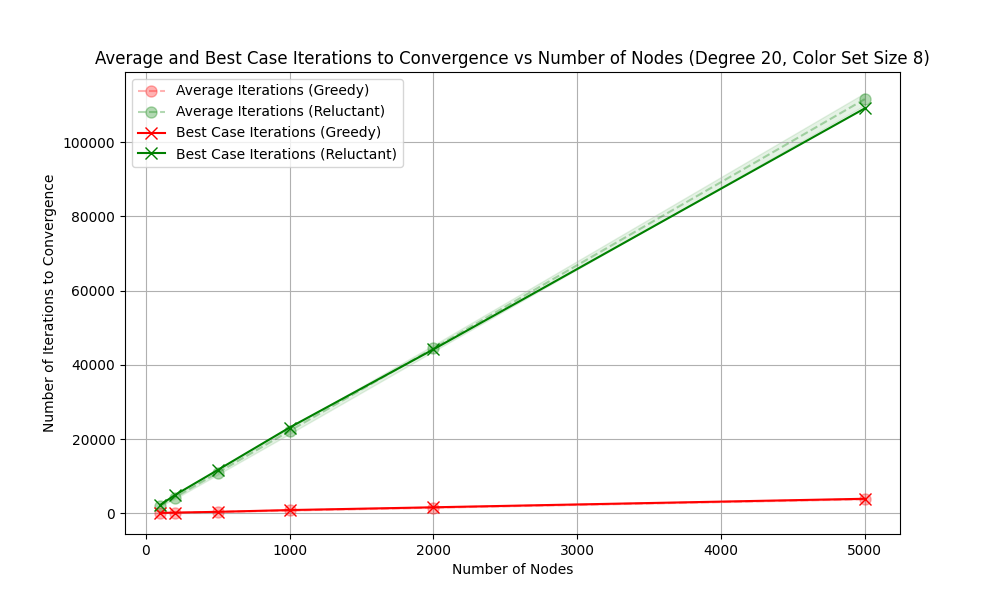 Average and Best Case Iterations to Convergence vs Number of Nodes (Degree 20, Color Set Size 8)
Average Iterations (Greedy)
Average Iterations (Reluctant)
Best Case Iterations (Greedy)
Best Case Iterations (Reluctant)
Number of Iterations to Convergence
100000
80000
60000
40000
20000
0
0 1000 2000 3000 4000 5000
Number of Nodes